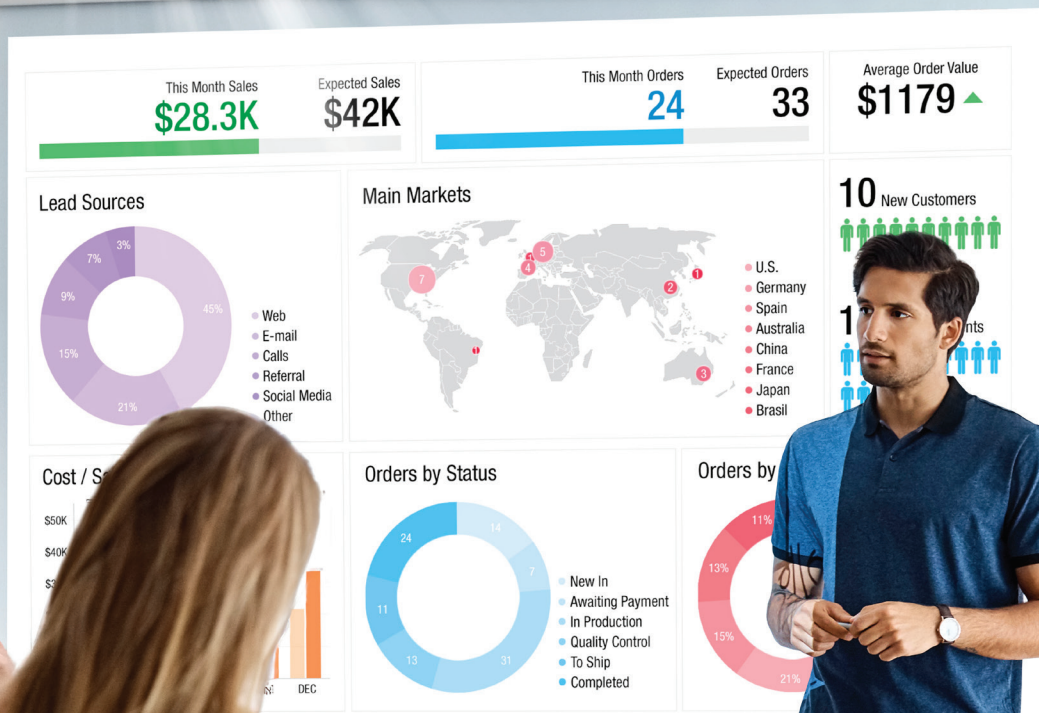 This Month Sales
$28.3K
Expected Sales
$42K
This Month Orders
24
Expected Orders
33
Average Order Value
$1179
Lead Sources
3%
7%
9%
15%
21%
45%
Web
E-mail
Calls
Referral
Social Media
Other
Main Markets
7
5
4
1
2
1
1
3
U.S.
Germany
Spain
Australia
China
France
Japan
Brasil
10 New Customers
Cost /
$50K
$40K
DEC
Orders by Status
24
14
7
11
13
31
New In
Awaiting Payment
In Production
Quality Control
To Ship
Completed
Orders by
11%
13%
15%
21%